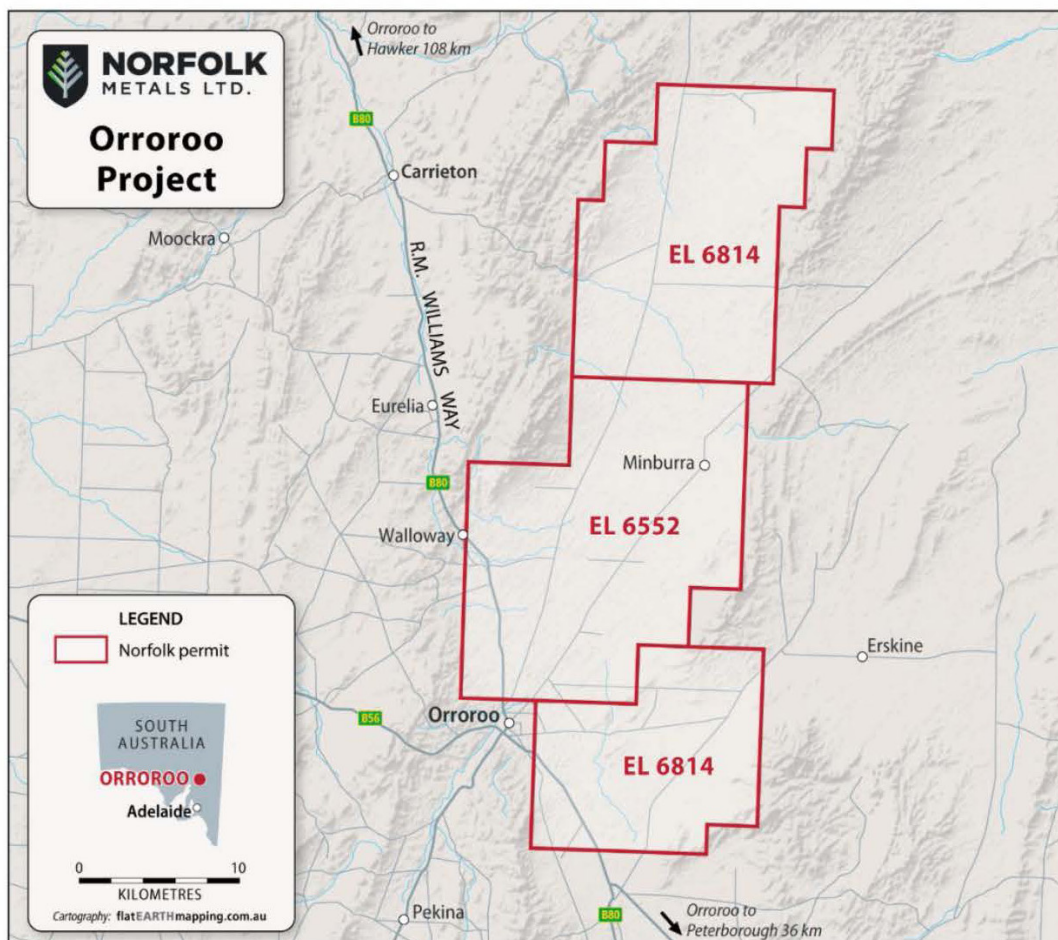 NORFOLK
METALS LTD.
Orroroo
Project
Orroroo to
Hawker 108 km
B80
Carrieton
Moockra
R.M. WILLIAMS WAY
EL 6814
Eurelia
B80
Minburra
Walloway
EL 6552
Erskine
B56
Orroroo
EL 6814
LEGEND
Norfolk permit
SOUTH
AUSTRALIA
ORROROO
Adelaide
0 10
KILOMETRES
Cartography: flatEARTHmapping.com.au
Pekina
B80
Orroroo to
Peterborough 36 km